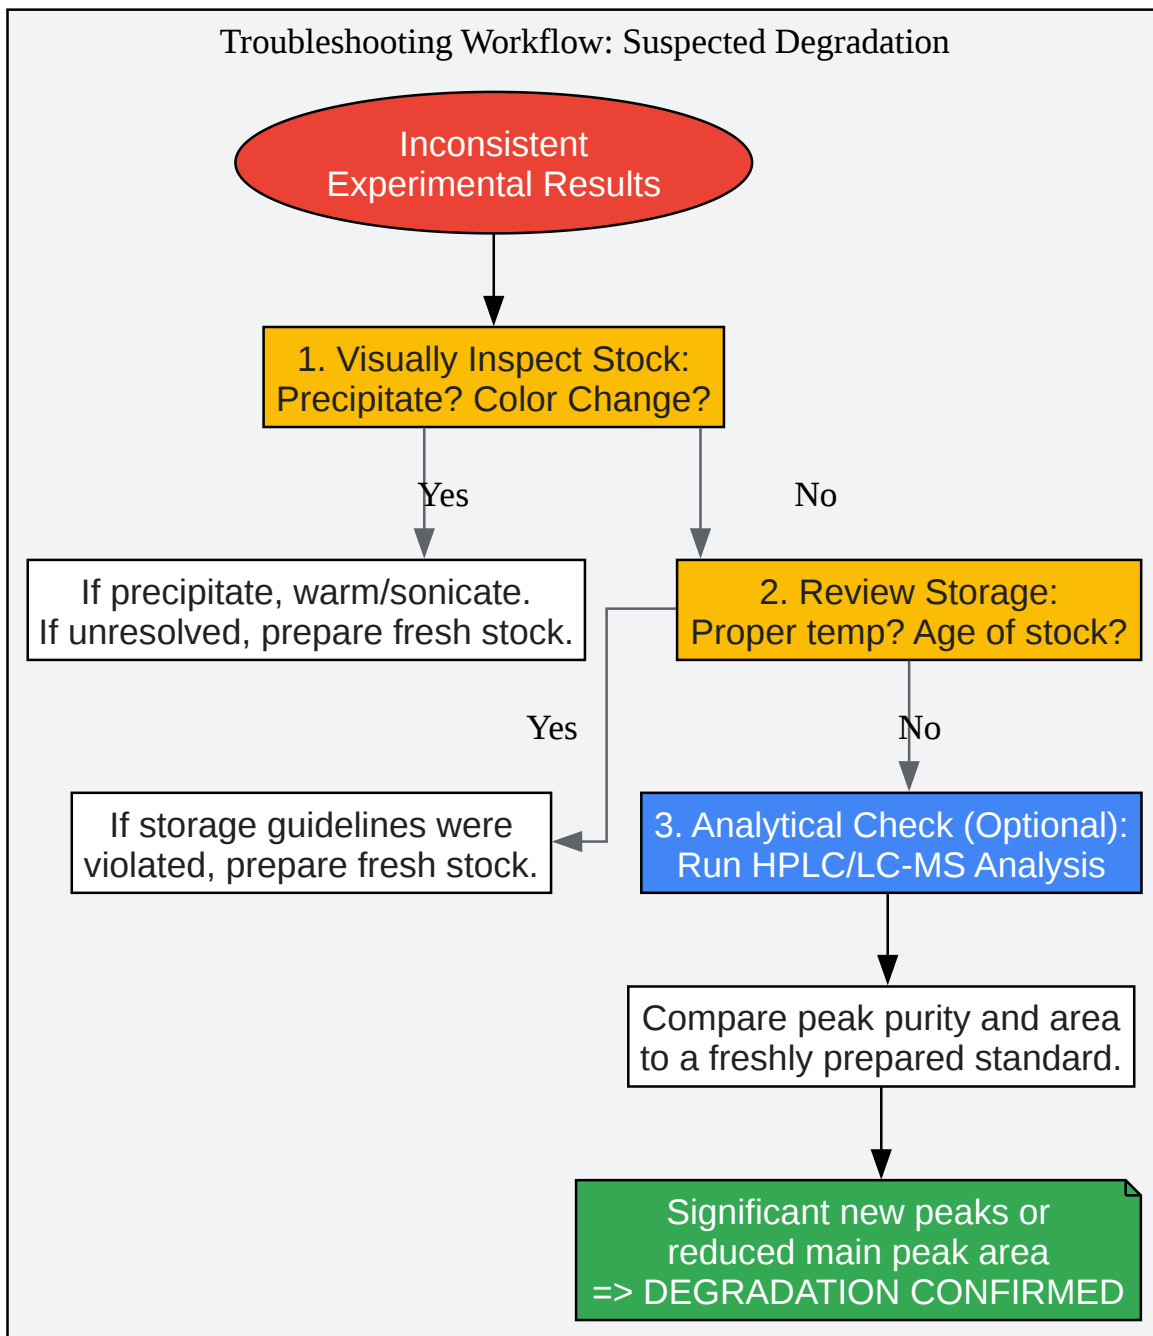 Troubleshooting Workflow: Suspected Degradation
Inconsistent
Experimental Results
1. Visually Inspect Stock:
Precipitate? Color Change?
Yes
No
If precipitate, warm/sonicate.
If unresolved, prepare fresh stock.
2. Review Storage:
Proper temp? Age of stock?
Yes
No
If storage guidelines were
violated, prepare fresh stock.
3. Analytical Check (Optional):
Run HPLC/LC-MS Analysis
Compare peak purity and area
to a freshly prepared standard.
Significant new peaks or
reduced main peak area
=> DEGRADATION CONFIRMED